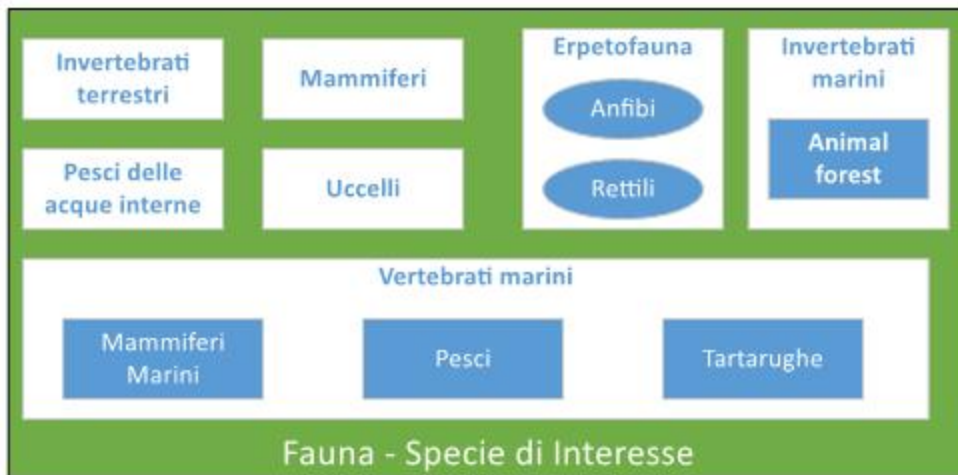 Invertebrati
terrestri
Mammiferi
Erpetofauna
Anfibi
Rettili
Invertebrati
marini
Animal
forest
Pesci delle
acque interne
Uccelli
Vertebrati marini
Mammiferi
Marini
Pesci
Tartarughe
Fauna - Specie di Interesse